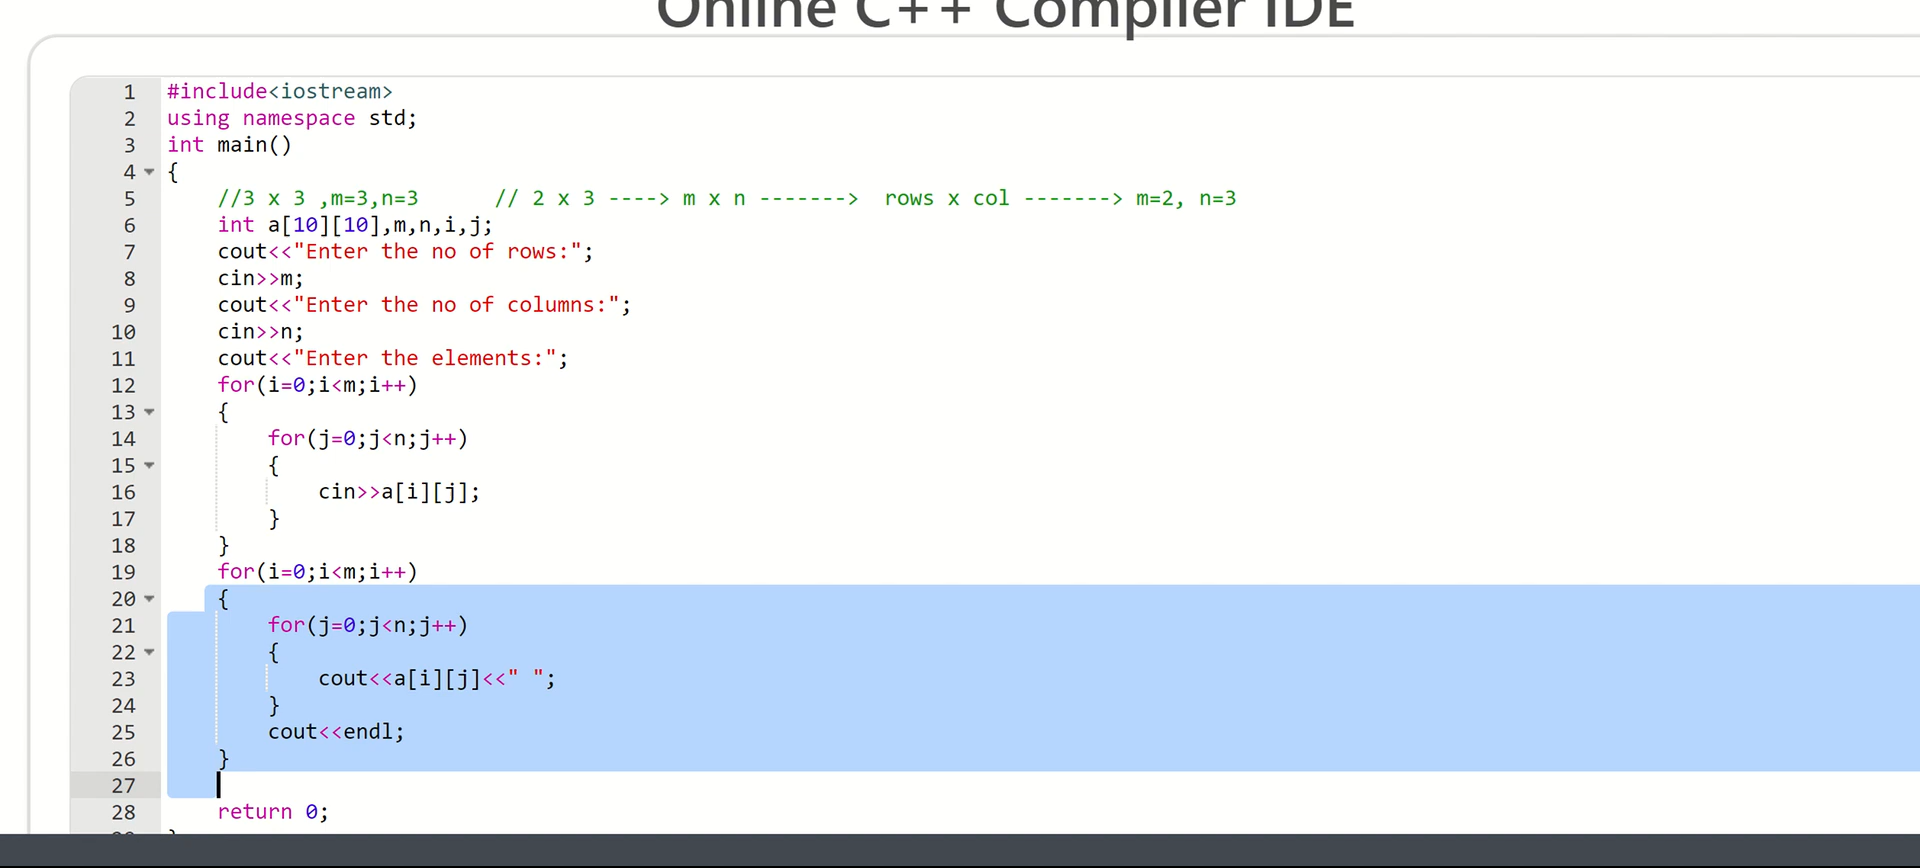 Online C++ Compiler IDE
1 #include<iostream>
2 using namespace std;
3 int main()
4 {
5 //3 x 3 ,m=3,n=3      // 2 x 3 ----> m x n ------->  rows x col -------> m=2, n=3
6 int a[10][10],m,n,i,j;
7 cout<<"Enter the no of rows:";
8 cin>>m;
9 cout<<"Enter the no of columns:";
10 cin>>n;
11 cout<<"Enter the elements:";
12 for(i=0;i<m;i++)
13 {
14 for(j=0;j<n;j++)
15 {
16 cin>>a[i][j];
17 }
18 }
19 for(i=0;i<m;i++)
20 {
21 for(j=0;j<n;j++)
22 {
23 cout<<a[i][j]<<" ";
24 }
25 cout<<endl;
26 }
27
28 return 0;